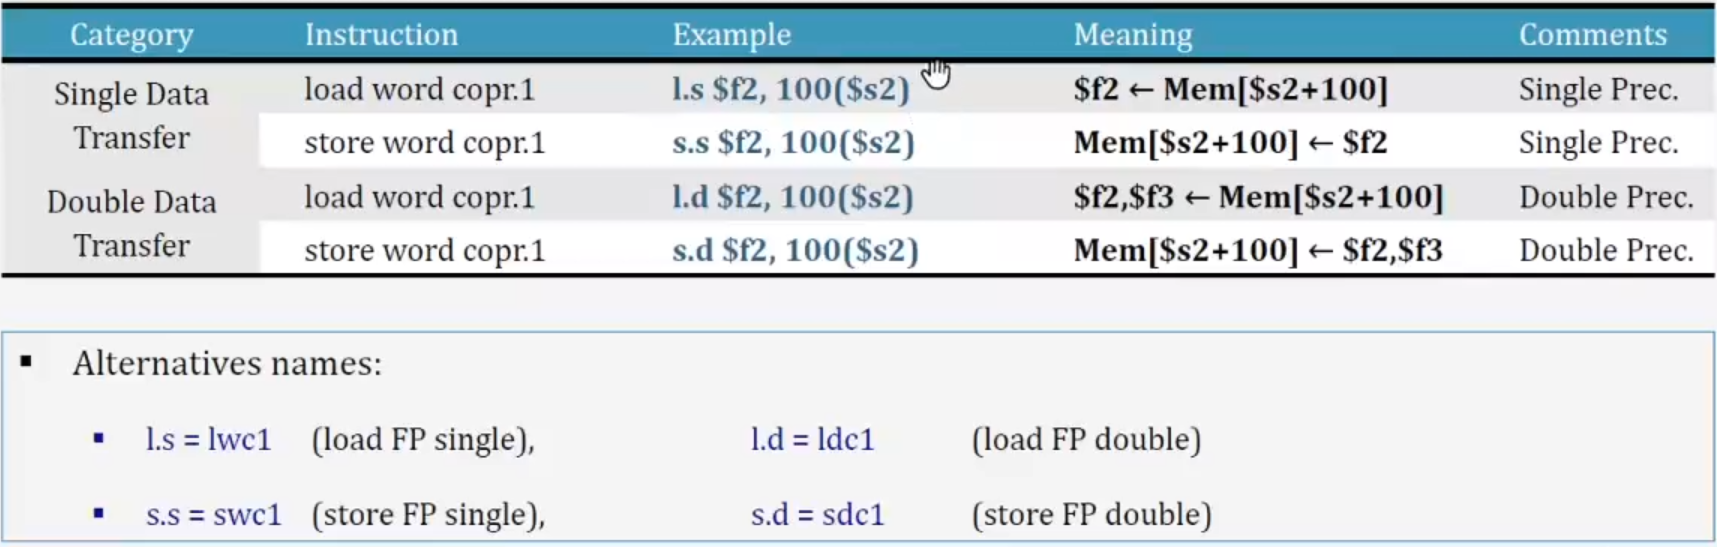 Category Instruction Example Meaning Comments
Single Data Transfer load word copr.1 l.s $f2, 100($s2) $f2 ← Mem[$s2+100] Single Prec.
store word copr.1 s.s $f2, 100($s2) Mem[$s2+100] ← $f2 Single Prec.
Double Data Transfer load word copr.1 l.d $f2, 100($s2) $f2,$f3 ← Mem[$s2+100] Double Prec.
store word copr.1 s.d $f2, 100($s2) Mem[$s2+100] ← $f2,$f3 Double Prec.
▪ Alternatives names:
▪ l.s = lwc1 (load FP single), l.d = ldc1 (load FP double)
▪ s.s = swc1 (store FP single), s.d = sdc1 (store FP double)